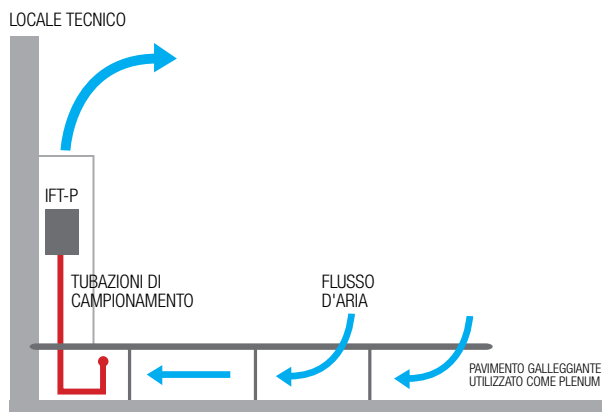 LOCALE TECNICO
IFT-P
TUBAZIONI DI
CAMPIONAMENTO
FLUSSO
D'ARIA
PAVIMENTO GALLEGGIANTE
UTILIZZATO COME PLENUM